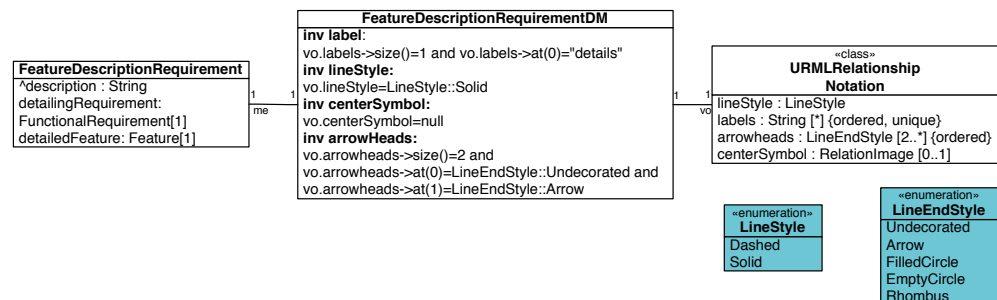 FeatureDescriptionRequirement
^description : String
detailingRequirement:
FunctionalRequirement[1]
detailedFeature: Feature[1]
1
me
1
FeatureDescriptionRequirementDM
inv label:
vo.labels->size()=1 and vo.labels->at(0)="details"
inv lineStyle:
vo.lineStyle=LineStyle::Solid
inv centerSymbol:
vo.centerSymbol=null
inv arrowHeads:
vo.arrowheads->size()=2 and
vo.arrowheads->at(0)=LineEndStyle::Undecorated and
vo.arrowheads->at(1)=LineEndStyle::Arrow
1
1
vo
«class»
URMLRelationship
Notation
lineStyle : LineStyle
labels : String [*] {ordered, unique}
arrowheads : LineEndStyle [2..*] {ordered}
centerSymbol : RelationImage [0..1]
«enumeration»
LineStyle
Dashed
Solid
«enumeration»
LineEndStyle
Undecorated
Arrow
FilledCircle
EmptyCircle
Rhombus